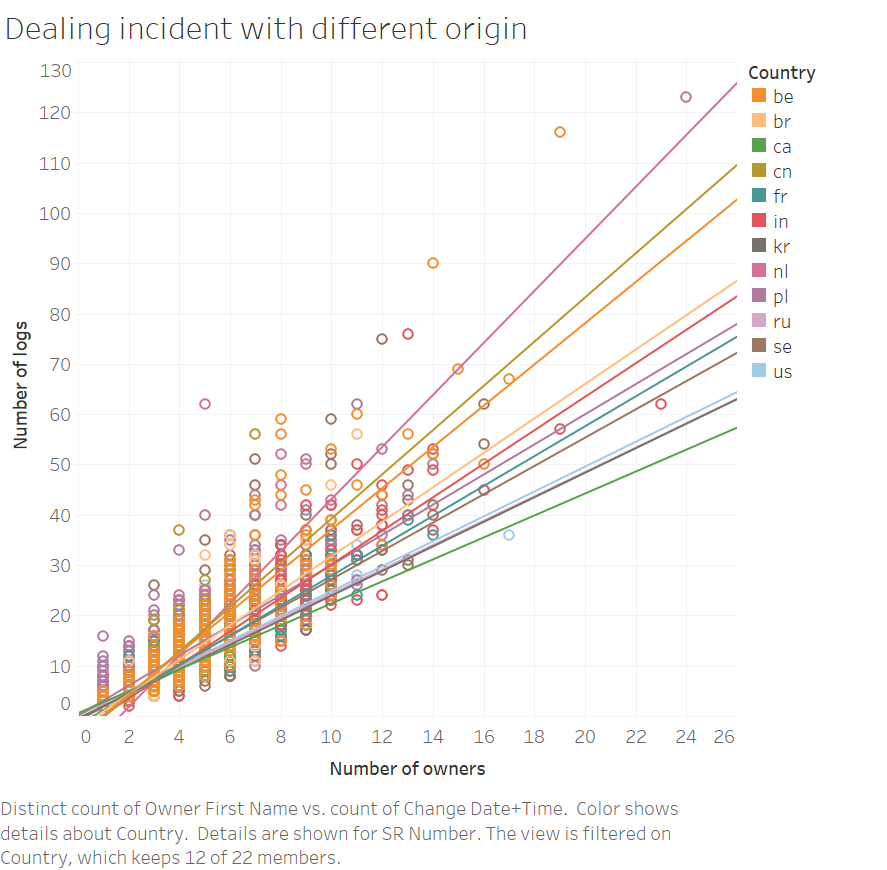 Dealing incident with different origin
Country
be
br
ca
cn
fr
in
kr
nl
pl
ru
se
us
130
120
110
100
90
80
70
60
50
40
30
20
10
0
Number of logs
0 2 4 6 8 10 12 14 16 18 20 22 24 26
Number of owners
Distinct count of Owner First Name vs. count of Change Date+Time. Color shows
details about Country. Details are shown for SR Number. The view is filtered on
Country, which keeps 12 of 22 members.